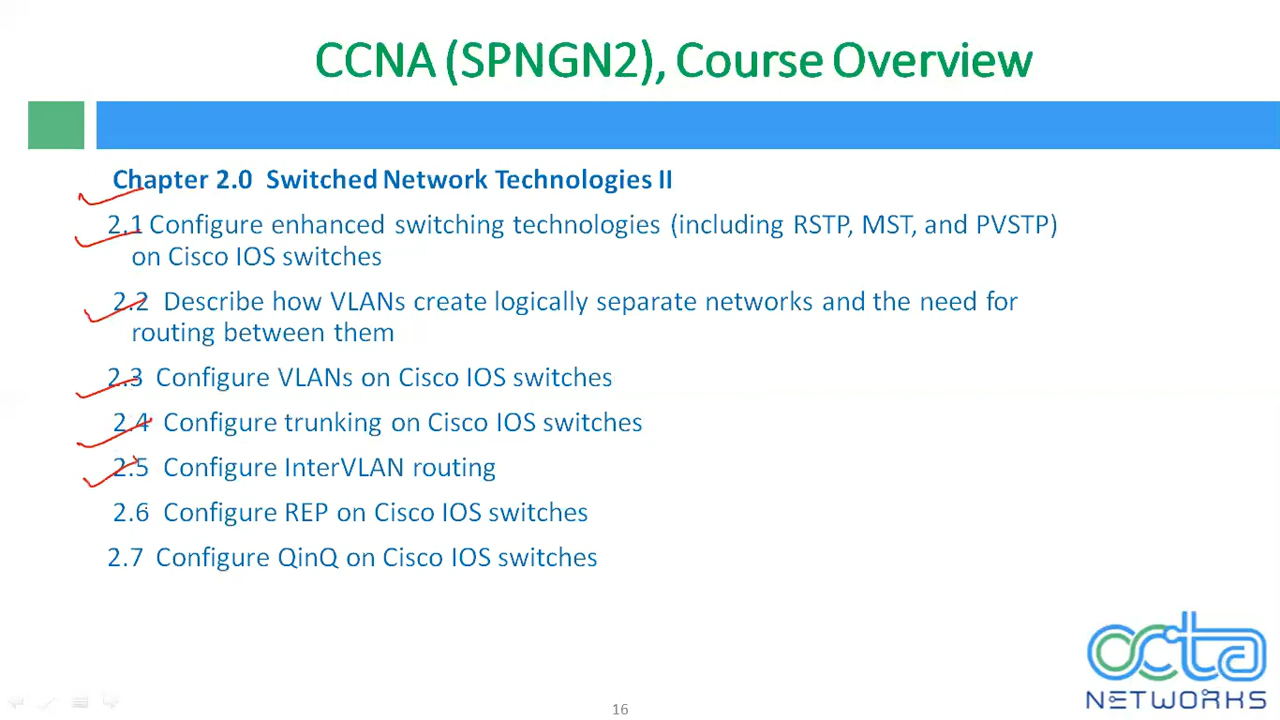 CCNA (SPNGN2), Course Overview
Chapter 2.0 Switched Network Technologies II
2.1 Configure enhanced switching technologies (including RSTP, MST, and PVSTP)
on Cisco IOS switches
2.2 Describe how VLANs create logically separate networks and the need for
routing between them
2.3 Configure VLANs on Cisco IOS switches
2.4 Configure trunking on Cisco IOS switches
2.5 Configure InterVLAN routing
2.6 Configure REP on Cisco IOS switches
2.7 Configure QinQ on Cisco IOS switches
octa
NETWORKS
16